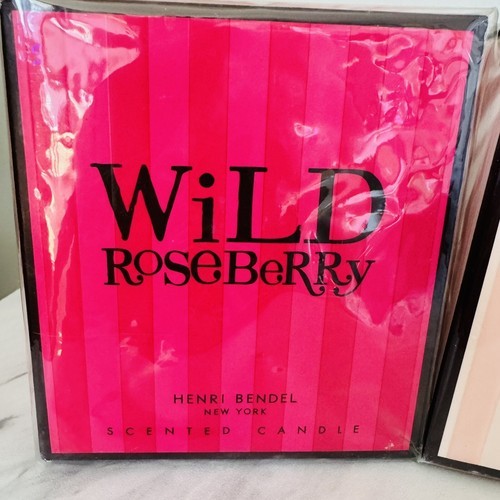 WiLD
RoSeBeRRy
HENRI BENDEL
NEW YORK
SCENTED CANDLE